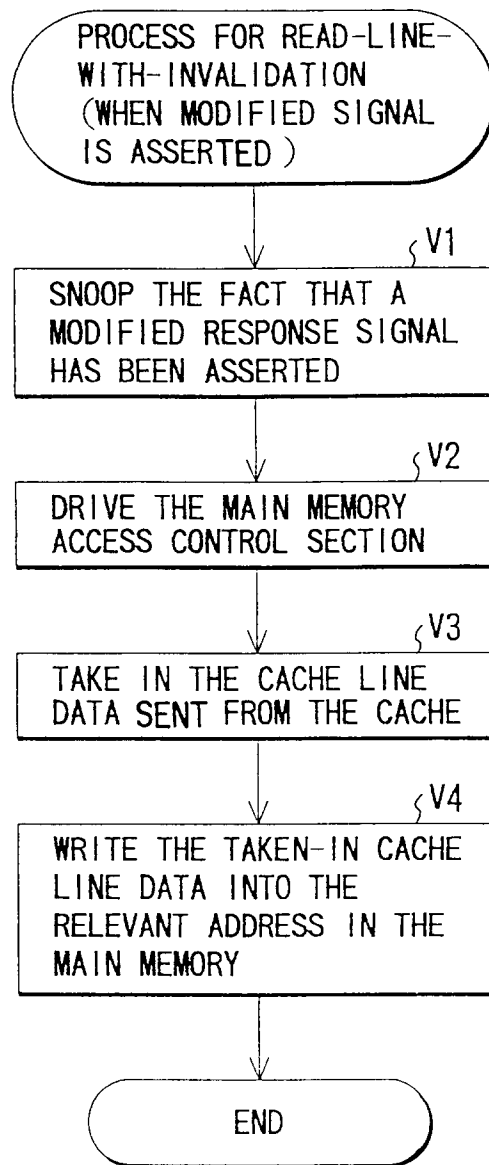 PROCESS FOR READ-LINE-
WITH-INVALIDATION
(WHEN MODIFIED SIGNAL
IS ASSERTED)
V1
SNOOP THE FACT THAT A
MODIFIED RESPONSE SIGNAL
HAS BEEN ASSERTED
V2
DRIVE THE MAIN MEMORY
ACCESS CONTROL SECTION
V3
TAKE IN THE CACHE LINE
DATA SENT FROM THE CACHE
V4
WRITE THE TAKEN-IN CACHE
LINE DATA INTO THE
RELEVANT ADDRESS IN THE
MAIN MEMORY
END